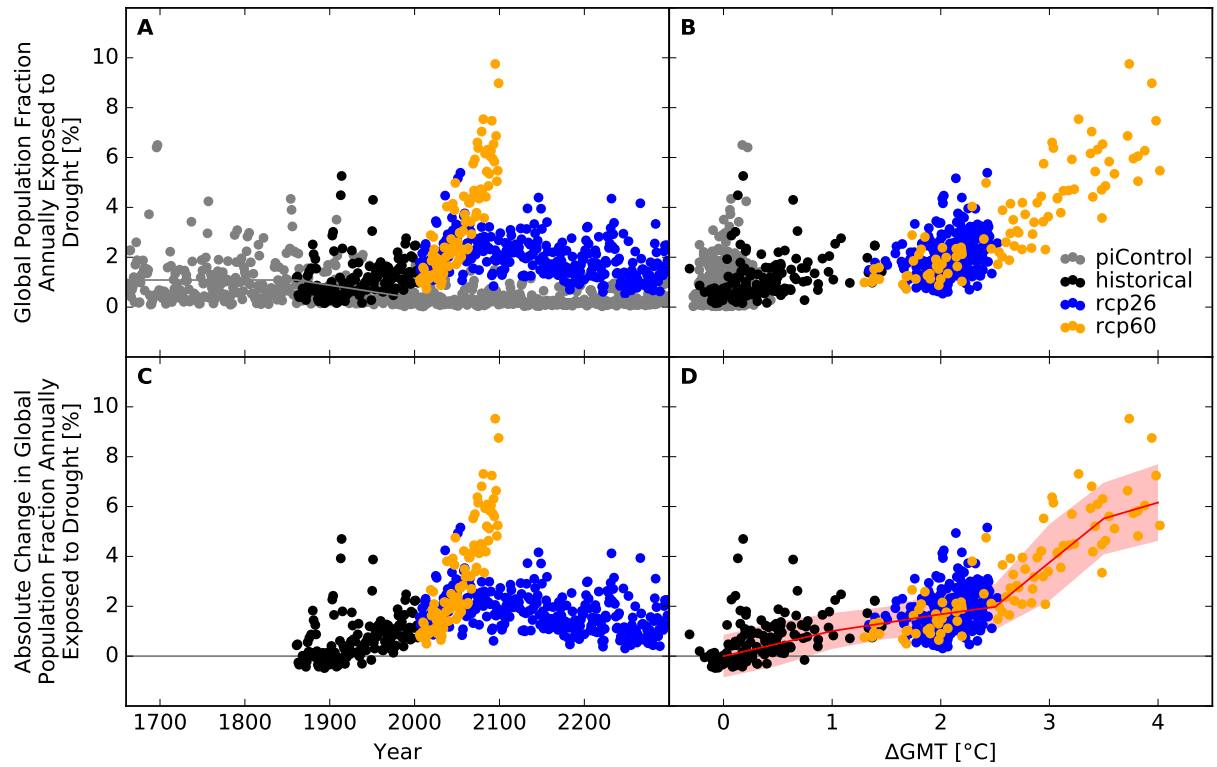 A
B
Global Population Fraction
Annually Exposed to
Drought [%]
10
8
6
4
2
0
piControl
historical
rcp26
rcp60
C
D
Absolute Change in Global
Population Fraction Annually
Exposed to Drought [%]
10
8
6
4
2
0
1700 1800 1900 2000 2100 2200
Year
0 1 2 3 4
ΔGMT [°C]